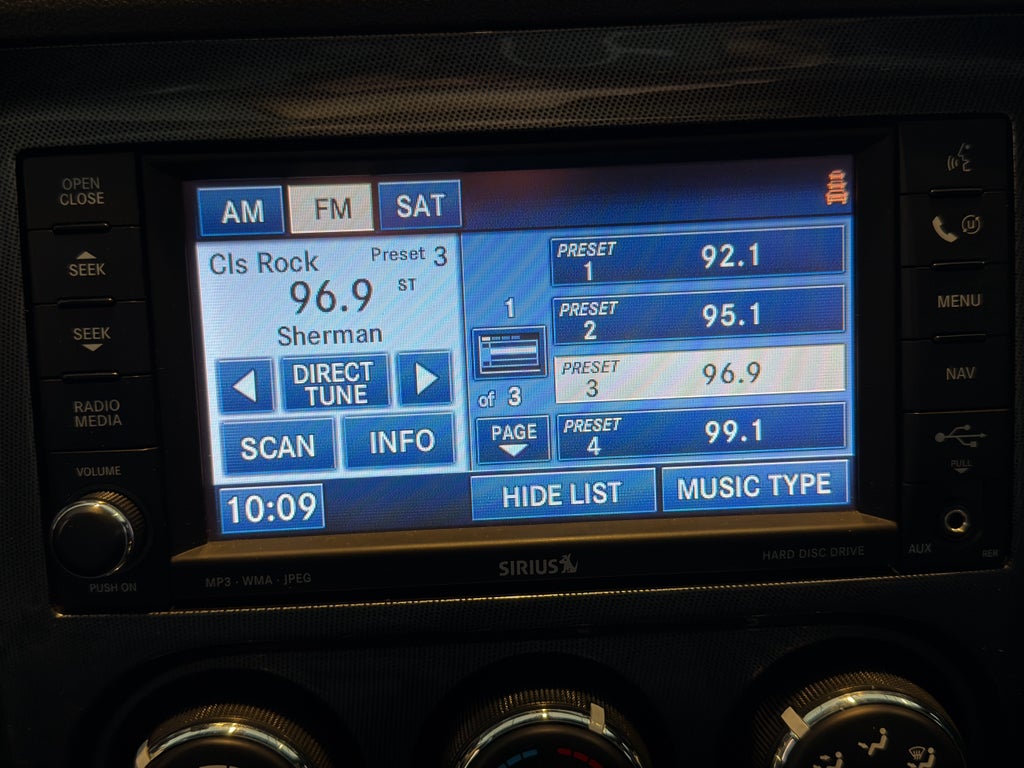 OPEN
CLOSE
SEEK
SEEK
RADIO
MEDIA
VOLUME
PUSH ON
AM FM SAT
Cls Rock Preset 3
96.9 ST
Sherman
DIRECT
TUNE
SCAN INFO
10:09
1
of 3
PAGE
PRESET
1 92.1
PRESET
2 95.1
PRESET
3 96.9
PRESET
4 99.1
HIDE LIST MUSIC TYPE
MENU
NAV
PULL
AUX RER
MP3 · WMA · JPEG
SIRIUS
HARD DISC DRIVE